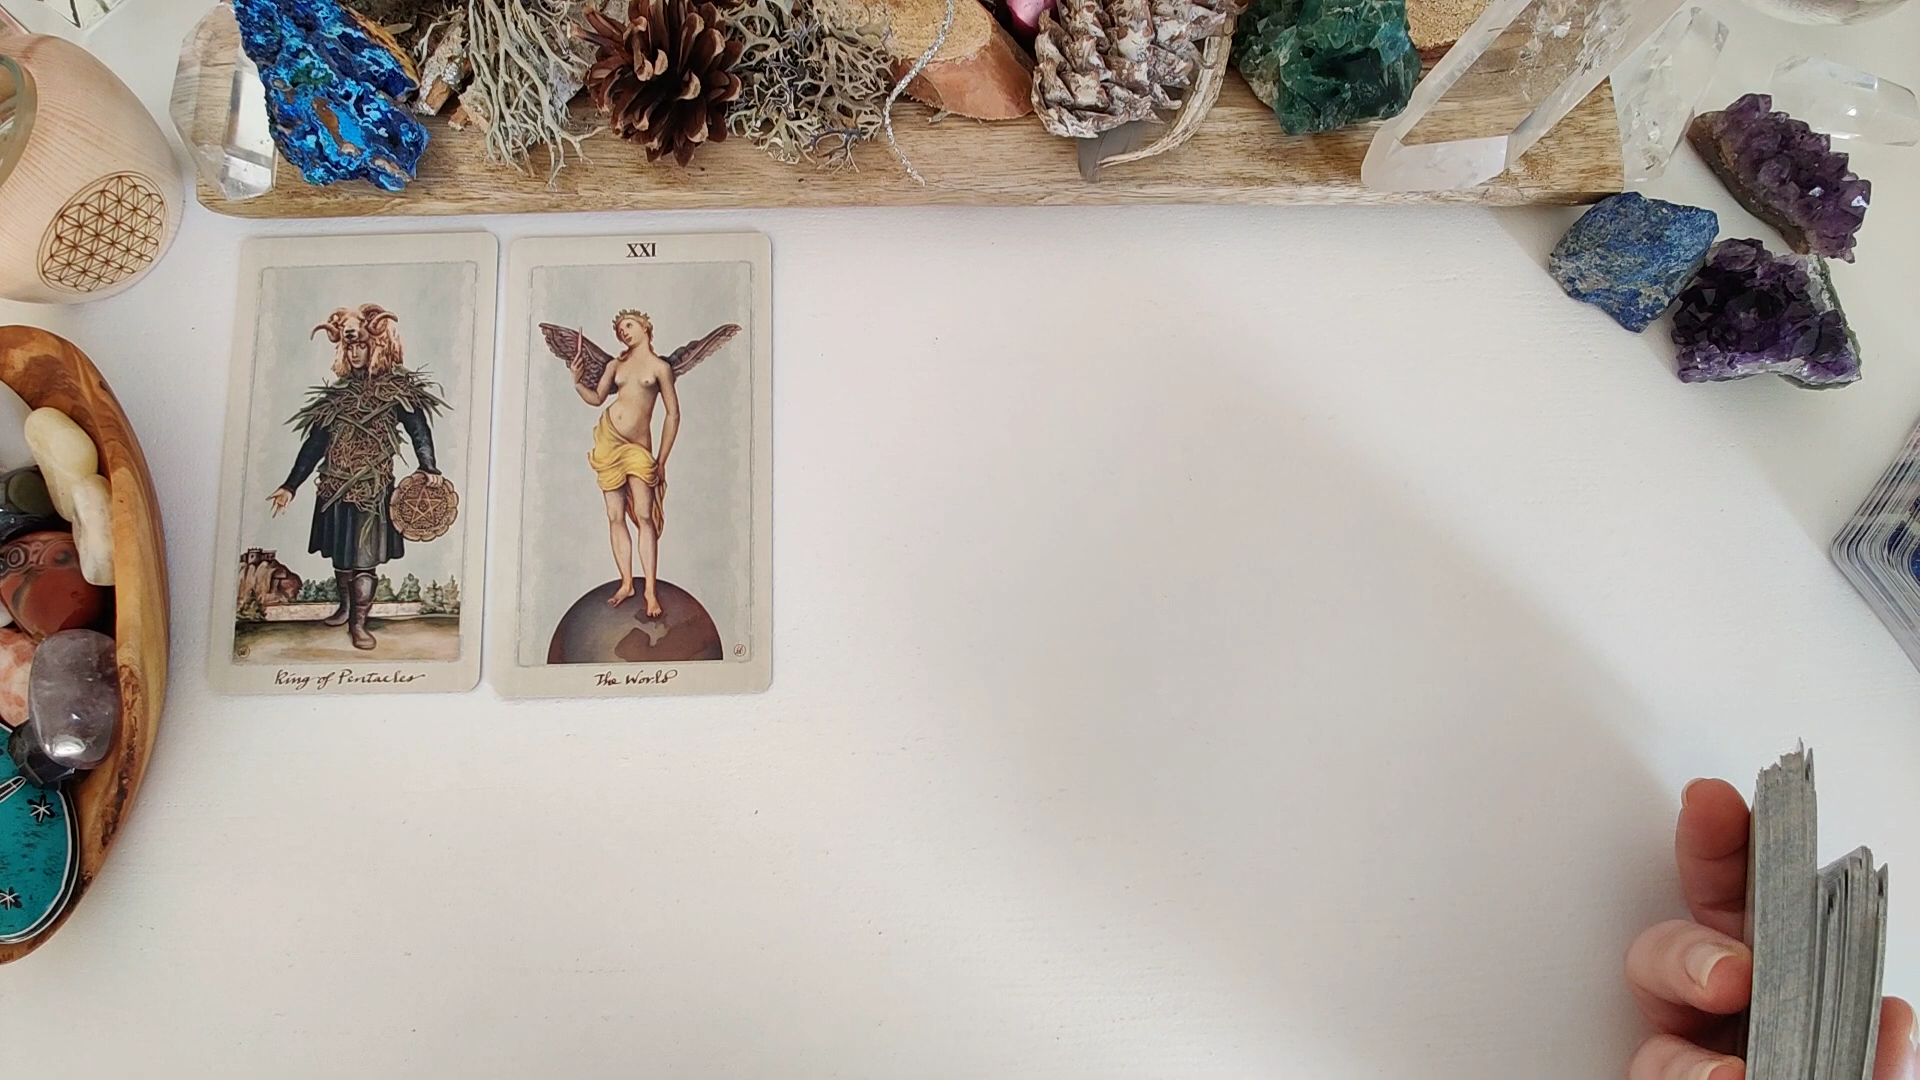 King of Pentacles
XXI
The World